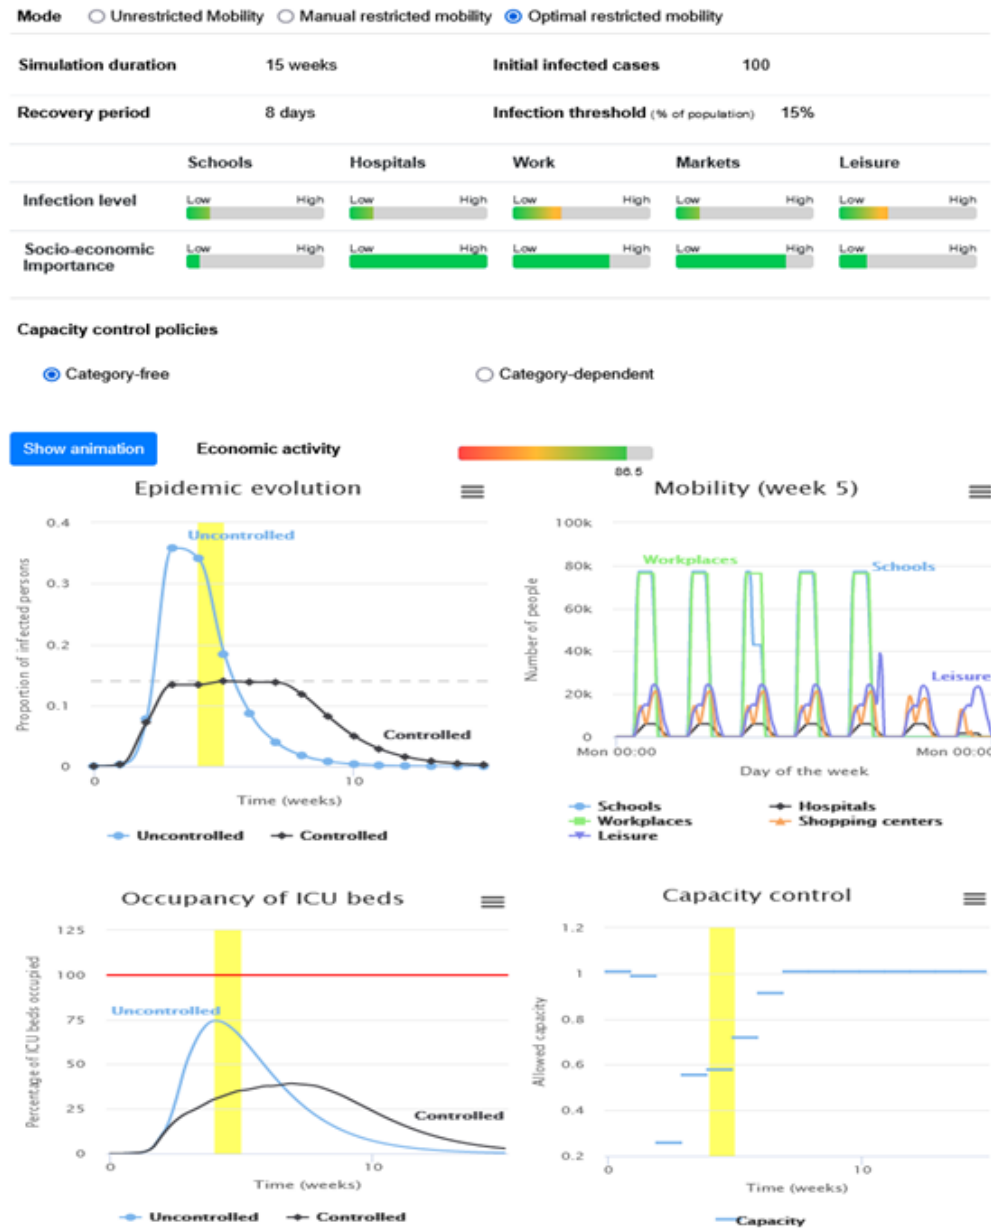 Mode Unrestricted Mobility Manual restricted mobility Optimal restricted mobility
Simulation duration 15 weeks Initial infected cases 100
Recovery period 8 days Infection threshold (% of population) 15%
Schools Hospitals Work Markets Leisure
Infection level Low High Low High Low High Low High Low High
Socio-economic Importance Low High Low High Low High Low High Low High
Capacity control policies
Category-free Category-dependent
Show animation Economic activity
86.5
Epidemic evolution
Proportion of infected persons
0.4
0.3
0.2
0.1
0
Uncontrolled
Controlled
0 10
Time (weeks)
Uncontrolled Controlled
Mobility (week 5)
Number of people
100k
80k
60k
40k
20k
0
Workplaces
Schools
Leisure
Mon 00:00 Mon 00:00
Day of the week
Schools Hospitals
Workplaces Shopping centers
Leisure
Occupancy of ICU beds
Percentage of ICU beds occupied
125
100
75
50
25
0
Uncontrolled
Controlled
0 10
Time (weeks)
Uncontrolled Controlled
Capacity control
Allowed capacity
1.2
1
0.8
0.6
0.4
0.2
0 10
Time (weeks)
Capacity